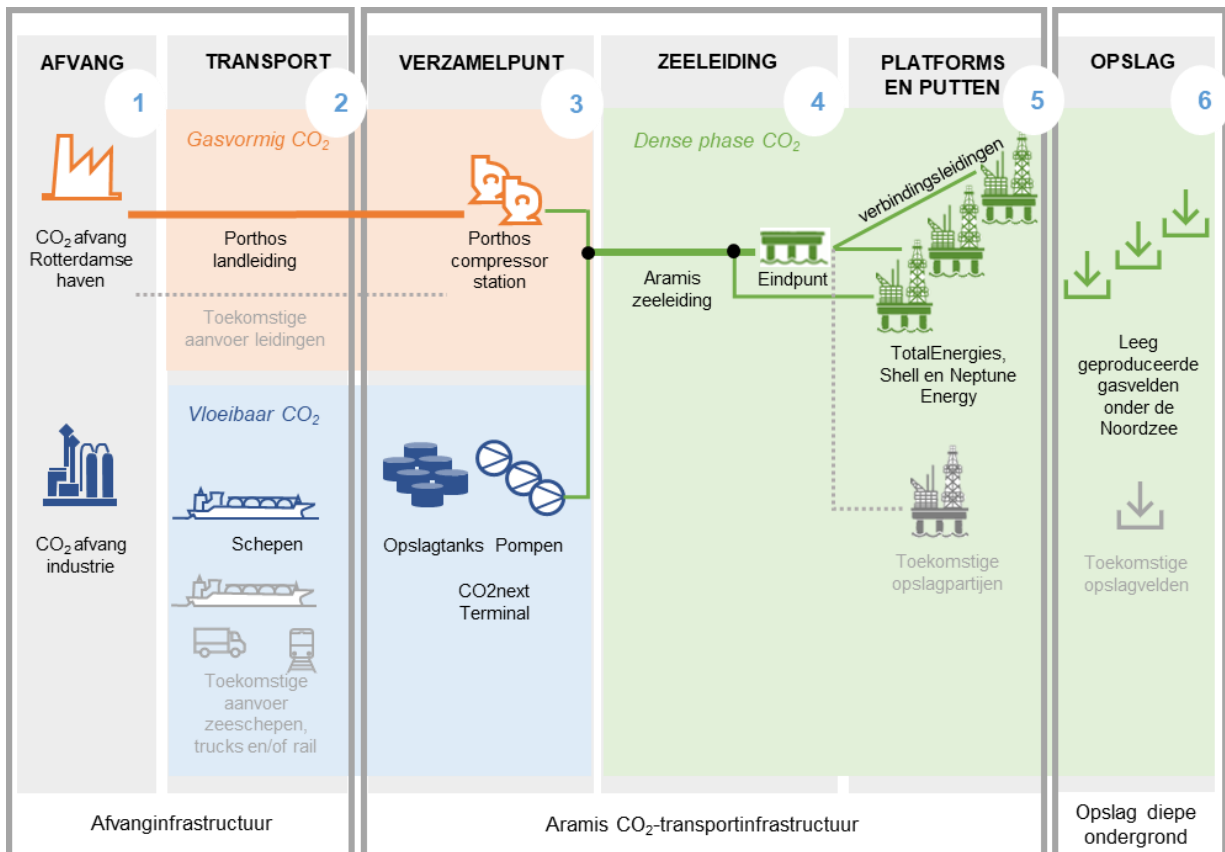 AFVANG
1
TRANSPORT
2
VERZAMELPUNT
3
ZEELEIDING
4
PLATFORMS
EN PUTTEN
5
OPSLAG
6
Gasvormig CO₂
Dense phase CO₂
verbindingsleidingen
CO₂ afvang
Rotterdamse
haven
Porthos
landleiding
Porthos
compressor
station
Aramis
zeeleiding
Eindpunt
Toekomstige
aanvoer leidingen
TotalEnergies,
Shell en Neptune
Energy
Leeg
geproduceerde
gasvelden
onder de
Noordzee
Vloeibaar CO₂
CO₂ afvang
industrie
Schepen
Opslagtanks Pompen
CO2next
Terminal
Toekomstige
opslagpartijen
Toekomstige
opslagvelden
Toekomstige
aanvoer
zeeschepen,
trucks en/of rail
Afvanginfrastructuur
Aramis CO₂-transportinfrastructuur
Opslag diepe
ondergrond